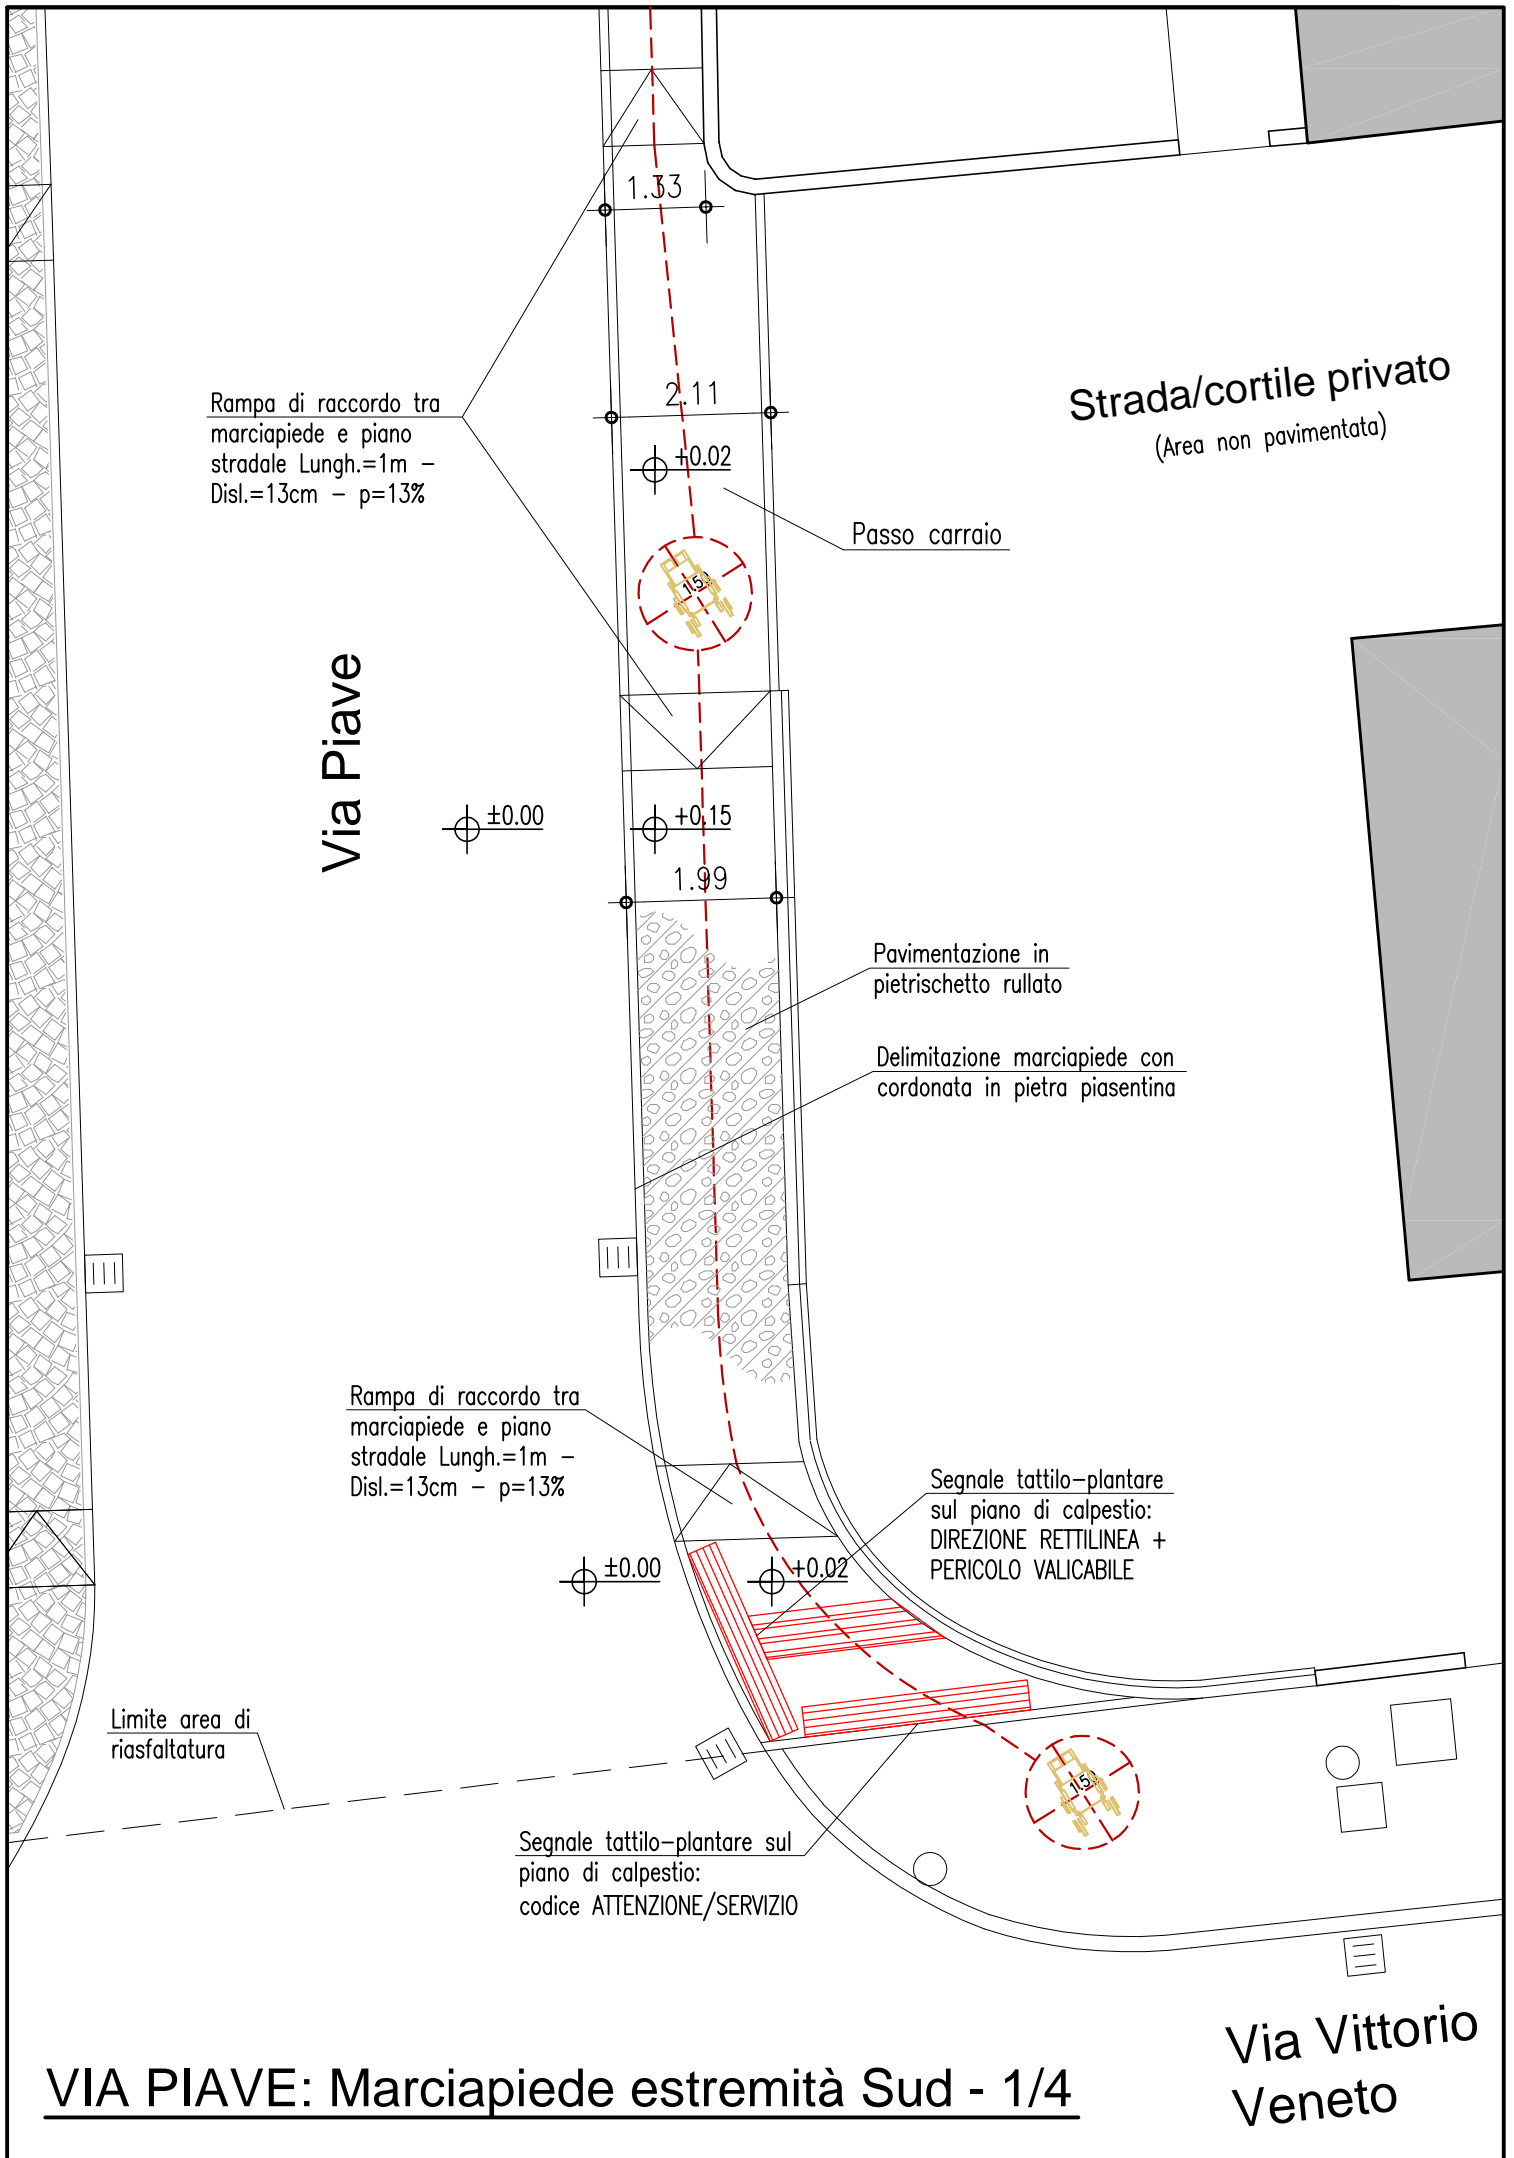 1.33
2.11
+0.02
Strada/cortile privato
(Area non pavimentata)
Rampa di raccordo tra
marciapiede e piano
stradale Lungh.=1m –
Disl.=13cm – p=13%
Passo carraio
1.50
Via Piave
±0.00
+0.15
1.99
Pavimentazione in
pietrischetto rullato
Delimitazione marciapiede con
cordonata in pietra piasentina
Rampa di raccordo tra
marciapiede e piano
stradale Lungh.=1m –
Disl.=13cm – p=13%
Segnale tattilo–plantare
sul piano di calpestio:
DIREZIONE RETTILINEA +
PERICOLO VALICABILE
±0.00
+0.02
Limite area di
riasfaltatura
1.50
Segnale tattilo–plantare sul
piano di calpestio:
codice ATTENZIONE/SERVIZIO
Via Vittorio
Veneto
VIA PIAVE: Marciapiede estremità Sud - 1/4